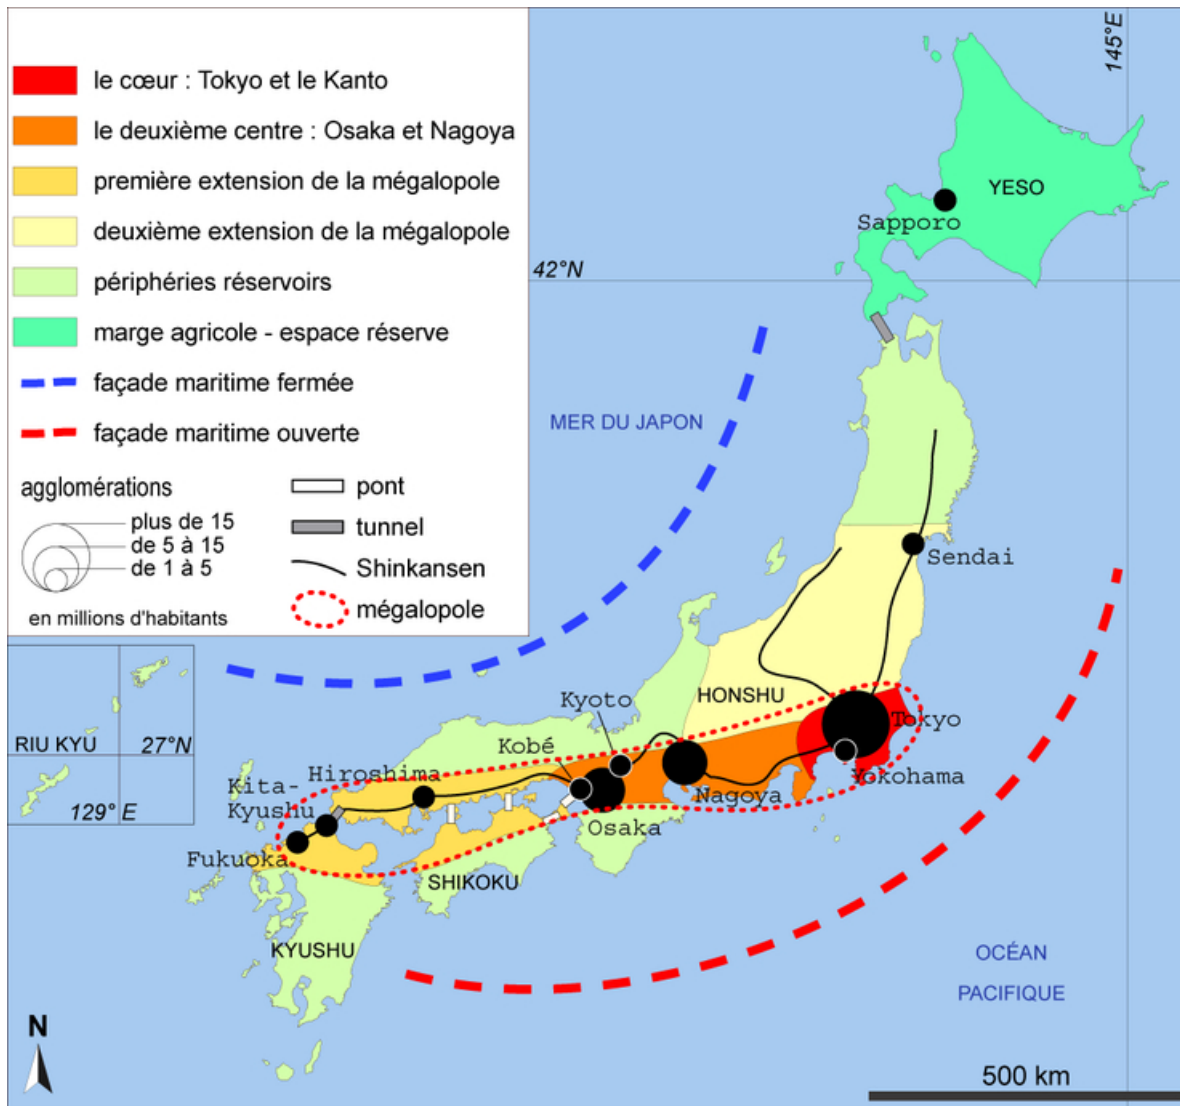 le cœur : Tokyo et le Kanto
le deuxième centre : Osaka et Nagoya
première extension de la mégalopole
deuxième extension de la mégalopole
périphéries réservoirs
marge agricole - espace réserve
façade maritime fermée
façade maritime ouverte
agglomérations
plus de 15
de 5 à 15
de 1 à 5
en millions d'habitants
pont
tunnel
Shinkansen
mégalopole
145°E
YESO
Sapporo
42°N
MER DU JAPON
Sendai
HONSHU
Kyoto
Tokyo
RIU KYU
27°N
129° E
Kobé
Hiroshima
Yokohama
Kita-
Kyushu
Nagoya
Osaka
Fukuoka
SHIKOKU
KYUSHU
OCÉAN
PACIFIQUE
N
500 km